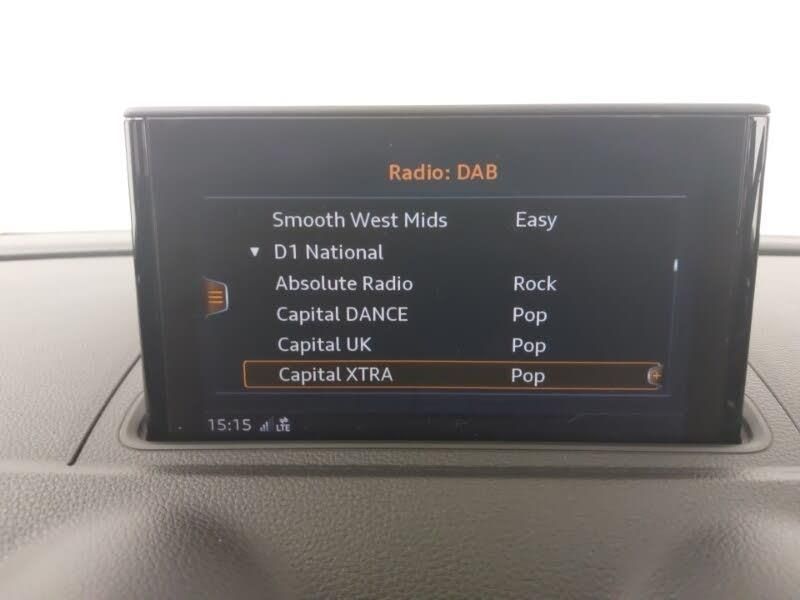 Radio: DAB
Smooth West Mids Easy
▼ D1 National
Absolute Radio Rock
Capital DANCE Pop
Capital UK Pop
Capital XTRA Pop
15:15 LTE